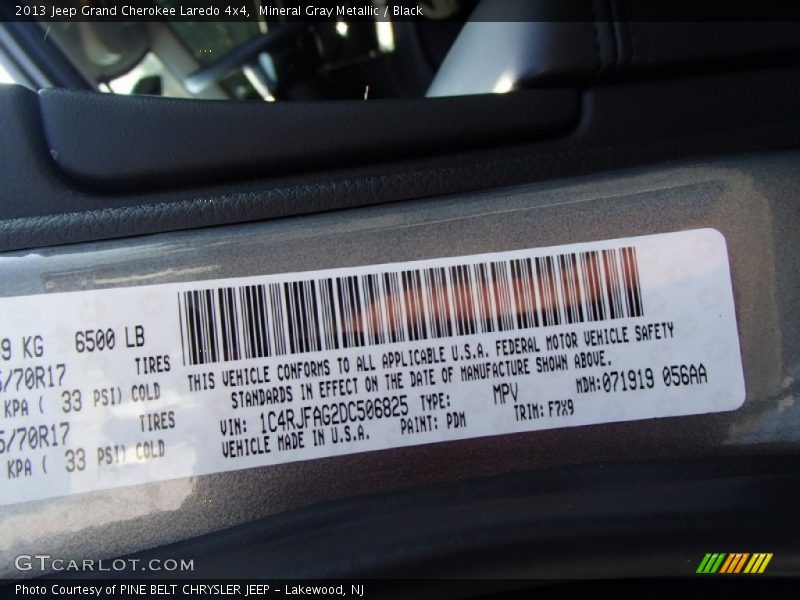 2013 Jeep Grand Cherokee Laredo 4x4,  Mineral Gray Metallic / Black
9 KG 6500 LB
/70R17 TIRES
KPA ( 33 PSI) COLD
5/70R17 TIRES
KPA ( 33 PSI) COLD
THIS VEHICLE CONFORMS TO ALL APPLICABLE U.S.A. FEDERAL MOTOR VEHICLE SAFETY
STANDARDS IN EFFECT ON THE DATE OF MANUFACTURE SHOWN ABOVE.
VIN: 1C4RJFAG2DC506825 TYPE: MPV MDH:071919 056AA
VEHICLE MADE IN U.S.A. PAINT: PDM TRIM: F7X9
GTCARLOT.COM
Photo Courtesy of PINE BELT CHRYSLER JEEP - Lakewood, NJ